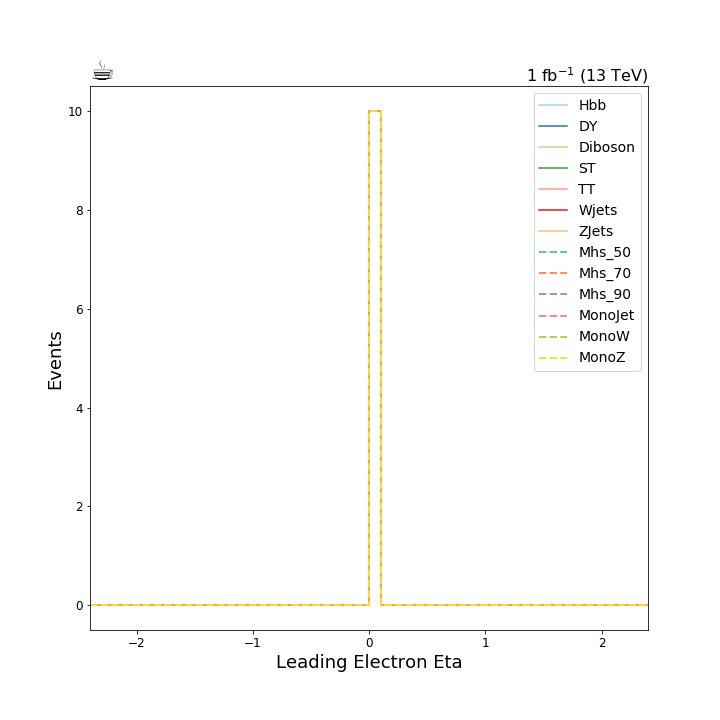 ☕
1 fb⁻¹ (13 TeV)
Hbb
DY
Diboson
ST
TT
Wjets
ZJets
Mhs_50
Mhs_70
Mhs_90
MonoJet
MonoW
MonoZ
10
8
6
4
2
0
Events
−2 −1 0 1 2
Leading Electron Eta